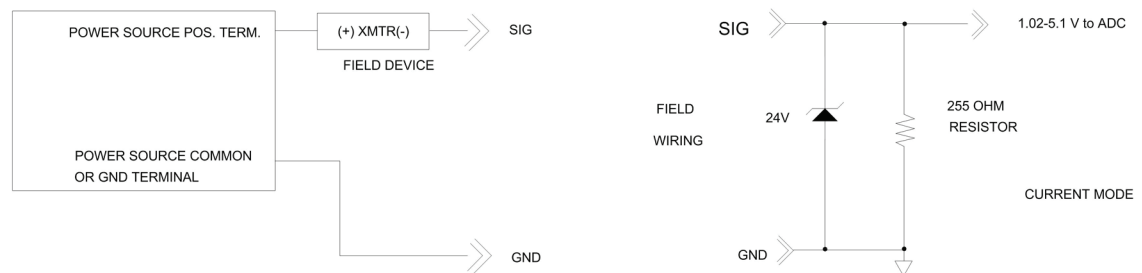 POWER SOURCE POS. TERM.
(+) XMTR(-)
SIG
FIELD DEVICE
POWER SOURCE COMMON
OR GND TERMINAL
GND
SIG
1.02-5.1 V to ADC
FIELD
WIRING
24V
255 OHM
RESISTOR
CURRENT MODE
GND